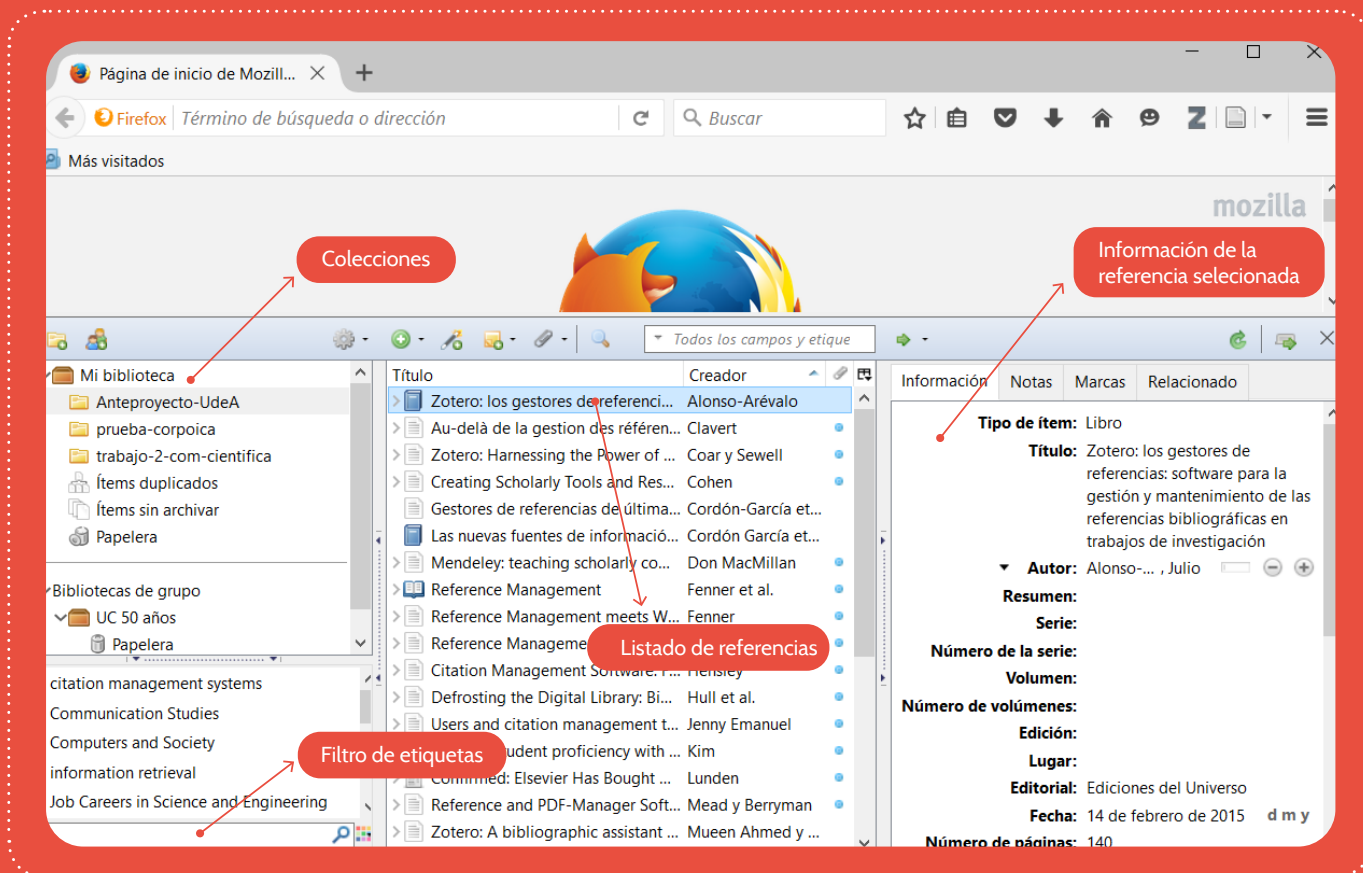 Página de inicio de Mozill...
Firefox Término de búsqueda o dirección
Buscar
Más visitados
mozilla
Colecciones
Información de la
referencia selecionada
Todos los campos y etique
Mi biblioteca
Anteproyecto-UdeA
prueba-corpoica
trabajo-2-com-cientifica
Ítems duplicados
Ítems sin archivar
Papelera
Bibliotecas de grupo
UC 50 años
Papelera
citation management systems
Communication Studies
Computers and Society
information retrieval
Job Careers in Science and Engineering
Filtro de etiquetas
Título Creador
Zotero: los gestores de referenci... Alonso-Arévalo
Au-delà de la gestion des référen... Clavert
Zotero: Harnessing the Power of ... Coar y Sewell
Creating Scholarly Tools and Res... Cohen
Gestores de referencias de última... Cordón-García et...
Las nuevas fuentes de informació... Cordón García et...
Mendeley: teaching scholarly co... Don MacMillan
Reference Management Fenner et al.
Reference Management meets W... Fenner
Reference
Listado de referencias
Citation Management Software: Hensley
Defrosting the Digital Library: Bi... Hull et al.
Users and citation management t... Jenny Emanuel
proficiency with ... Kim
Confirmed: Elsevier Has Bought ... Lunden
Reference and PDF-Manager Soft... Mead y Berryman
Zotero: A bibliographic assistant ... Mueen Ahmed y ...
Información Notas Marcas Relacionado
Tipo de ítem: Libro
Título: Zotero: los gestores de
referencias: software para la
gestión y mantenimiento de las
referencias bibliográficas en
trabajos de investigación
Autor: Alonso-... , Julio
Resumen:
Serie:
Número de la serie:
Volumen:
Número de volúmenes:
Edición:
Lugar:
Editorial: Ediciones del Universo
Fecha: 14 de febrero de 2015 d m y
Número de páginas: 140